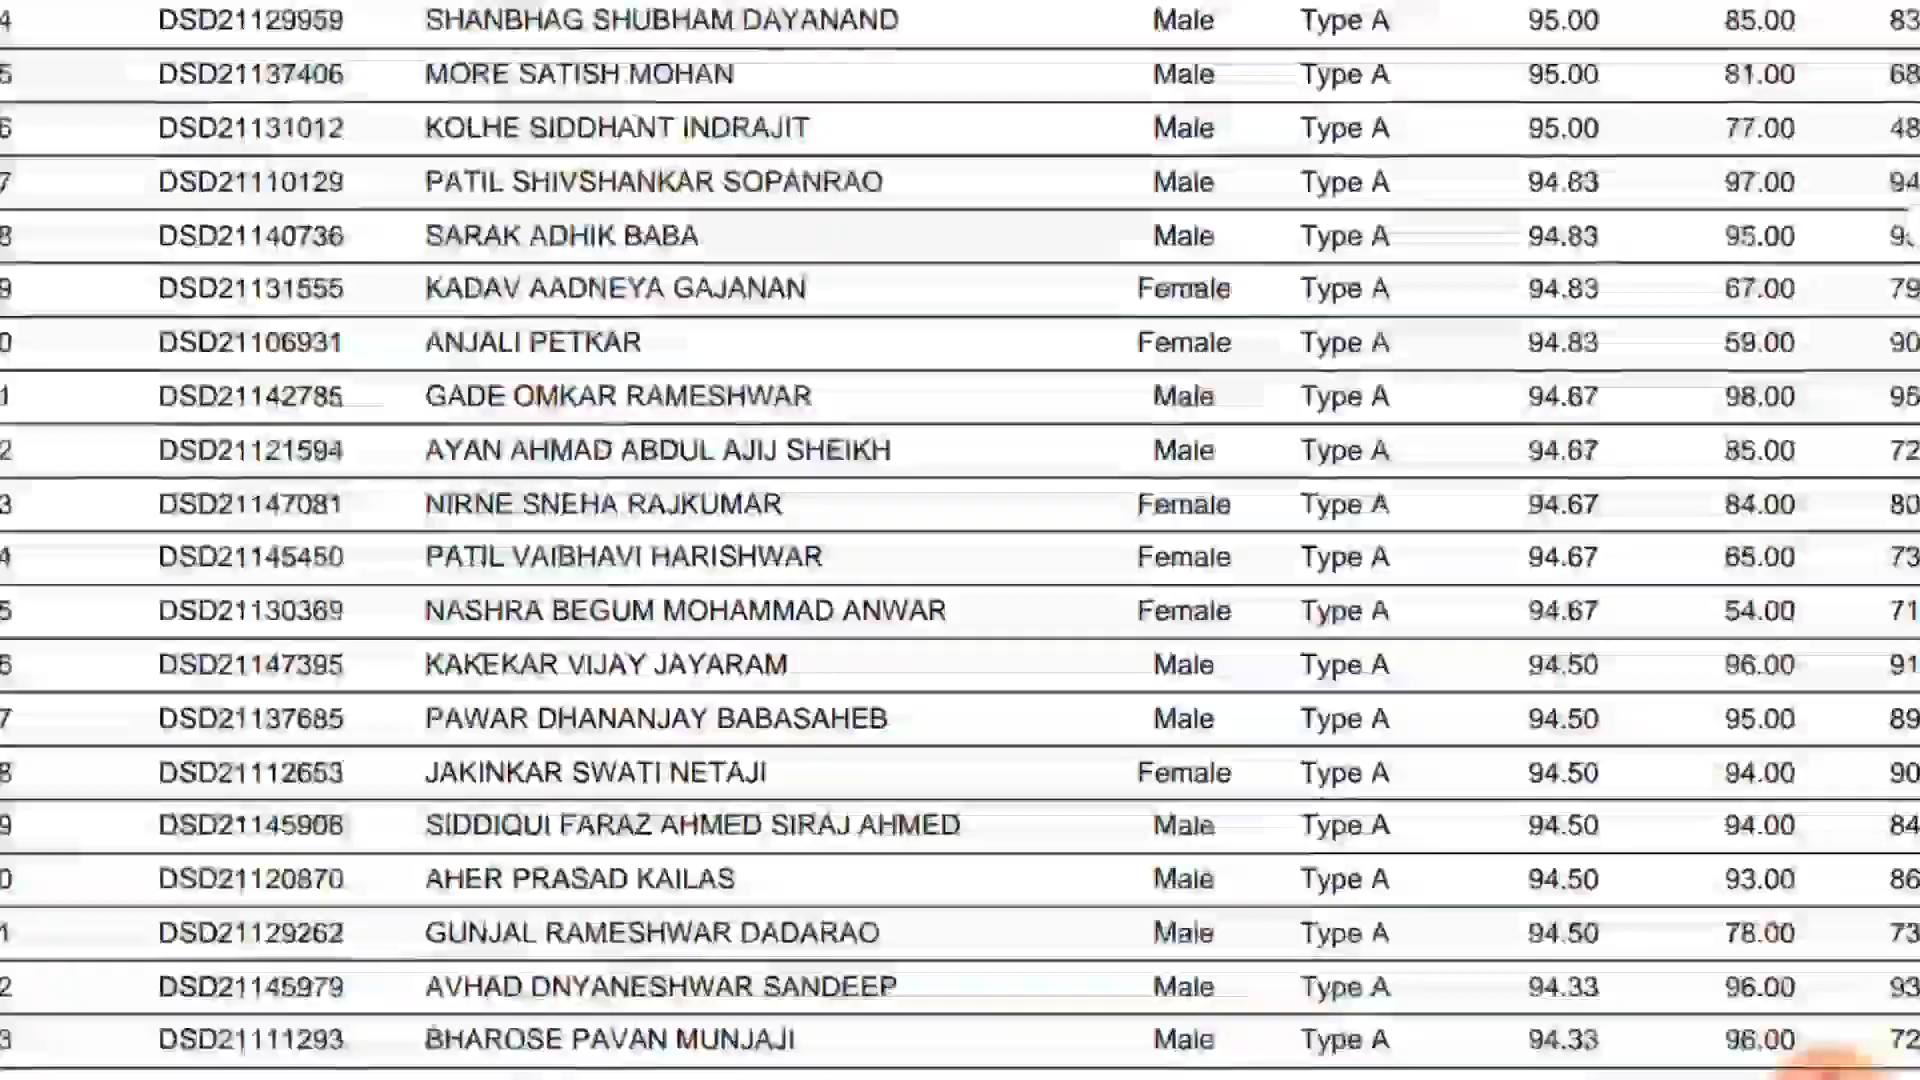 4 DSD21129959 SHANBHAG SHUBHAM DAYANAND Male Type A 95.00 85.00 83
5 DSD21137406 MORE SATISH MOHAN Male Type A 95.00 81.00 68
6 DSD21131012 KOLHE SIDDHANT INDRAJIT Male Type A 95.00 77.00 48
7 DSD21110129 PATIL SHIVSHANKAR SOPANRAO Male Type A 94.83 97.00 94
8 DSD21140736 SARAK ADHIK BABA Male Type A 94.83 95.00
9 DSD21131555 KADAV AADNEYA GAJANAN Female Type A 94.83 67.00 79
0 DSD21106931 ANJALI PETKAR Female Type A 94.83 59.00 90
1 DSD21142785 GADE OMKAR RAMESHWAR Male Type A 94.67 98.00 95
2 DSD21121594 AYAN AHMAD ABDUL AJIJ SHEIKH Male Type A 94.67 85.00 72
3 DSD21147081 NIRNE SNEHA RAJKUMAR Female Type A 94.67 84.00 80
4 DSD21145450 PATIL VAIBHAVI HARISHWAR Female Type A 94.67 65.00 73
5 DSD21130369 NASHRA BEGUM MOHAMMAD ANWAR Female Type A 94.67 54.00 71
6 DSD21147395 KAKEKAR VIJAY JAYARAM Male Type A 94.50 96.00 91
7 DSD21137685 PAWAR DHANANJAY BABASAHEB Male Type A 94.50 95.00 89
8 DSD21112653 JAKINKAR SWATI NETAJI Female Type A 94.50 94.00 90
9 DSD21145906 SIDDIQUI FARAZ AHMED SIRAJ AHMED Male Type A 94.50 94.00 84
0 DSD21120870 AHER PRASAD KAILAS Male Type A 94.50 93.00 86
1 DSD21129262 GUNJAL RAMESHWAR DADARAO Male Type A 94.50 78.00 73
2 DSD21145979 AVHAD DNYANESHWAR SANDEEP Male Type A 94.33 96.00 93
3 DSD21111293 BHAROSE PAVAN MUNJAJI Male Type A 94.33 96.00 72